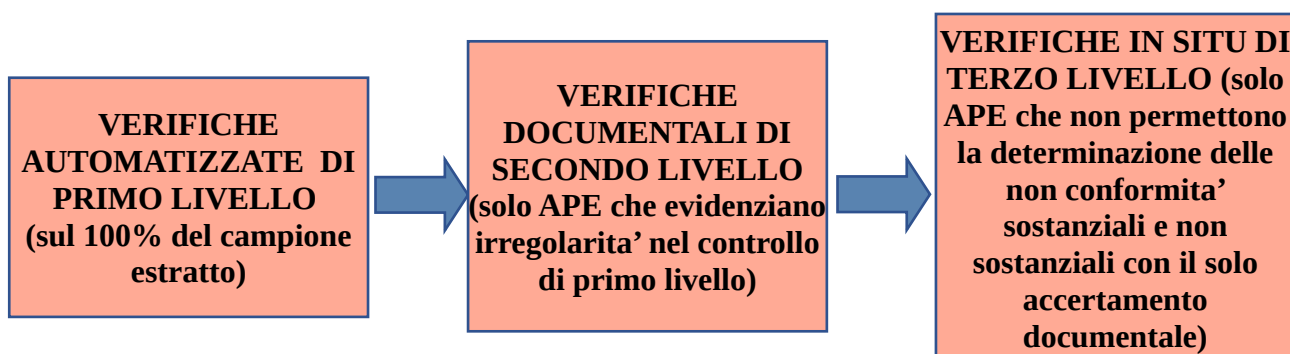 VERIFICHE
AUTOMATIZZATE DI
PRIMO LIVELLO
(sul 100% del campione
estratto)
VERIFICHE
DOCUMENTALI DI
SECONDO LIVELLO
(solo APE che evidenziano
irregolarita’ nel controllo
di primo livello)
VERIFICHE IN SITU DI
TERZO LIVELLO (solo
APE che non permettono
la determinazione delle
non conformita’
sostanziali e non
sostanziali con il solo
accertamento
documentale)